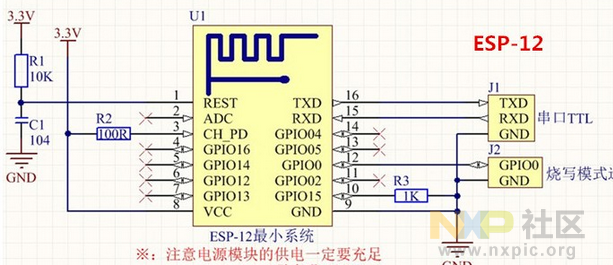 3.3V
3.3V
U1
ESP-12
R1
10K
C1
104
GND
R2
100R
1 REST
2 ADC
3 CH_PD
4 GPIO16
5 GPIO14
6 GPIO12
7 GPIO13
8 VCC
TXD 16
RXD 15
GPIO04 14
GPIO05 13
GPIO0 12
GPIO02 11
GPIO15 10
GND 9
R3
1K
J1
TXD
RXD
GND
串口TTL
J2
GPIO0
GND
烧写模式
GND
ESP-12最小系统
※：注意电源模块的供电一定要充足
NXP 社区
www.nxpic.org